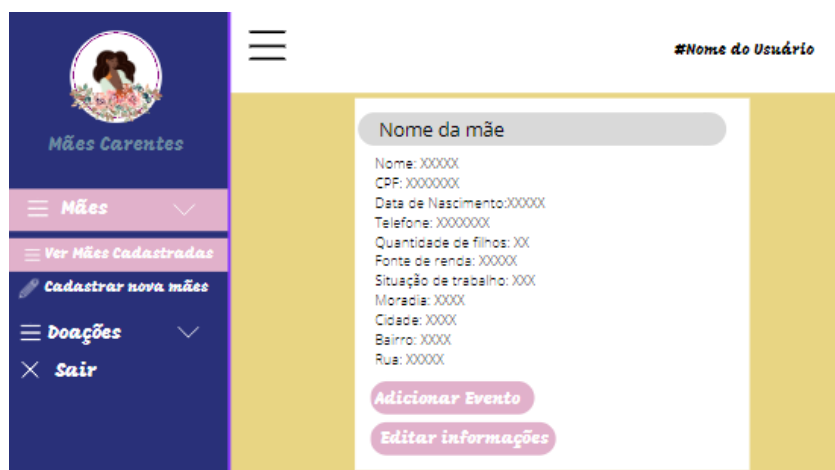 #Nome do Usuário
Mães Carentes
Mães
Ver Mães Cadastradas
Cadastrar nova mães
Doações
Sair
Nome da mãe
Nome: XXXXX
CPF: XXXXXXX
Data de Nascimento:XXXXX
Telefone: XXXXXXX
Quantidade de filhos: XX
Fonte de renda: XXXXX
Situação de trabalho: XXX
Moradia: XXXX
Cidade: XXXX
Bairro: XXXX
Rua: XXXXX
Adicionar Evento
Editar informações